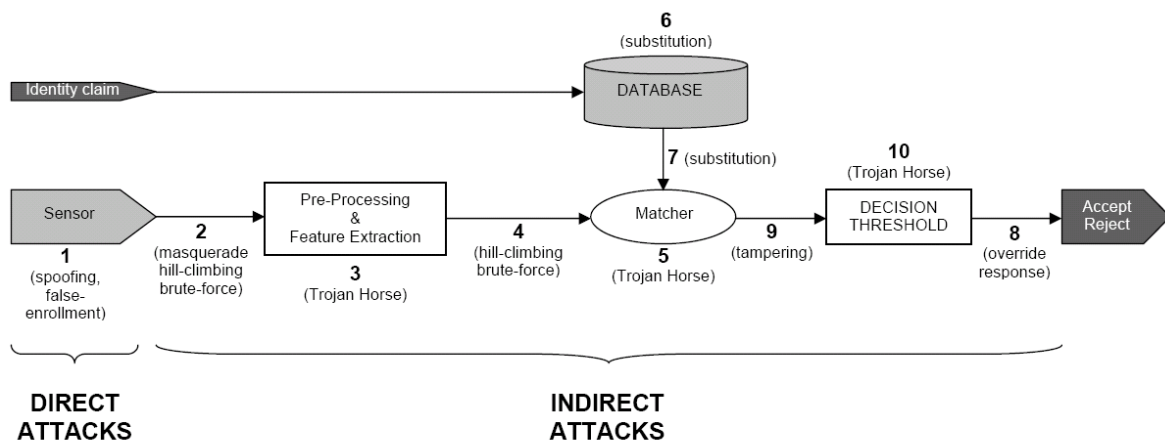 6
(substitution)
Identity claim
DATABASE
7 (substitution)
10
(Trojan Horse)
Sensor
Pre-Processing
&
Feature Extraction
Matcher
DECISION
THRESHOLD
Accept
Reject
1
(spoofing,
false-
enrollment)
2
(masquerade
hill-climbing
brute-force)
3
(Trojan Horse)
4
(hill-climbing
brute-force)
5
(Trojan Horse)
9
(tampering)
8
(override
response)
DIRECT
ATTACKS
INDIRECT
ATTACKS